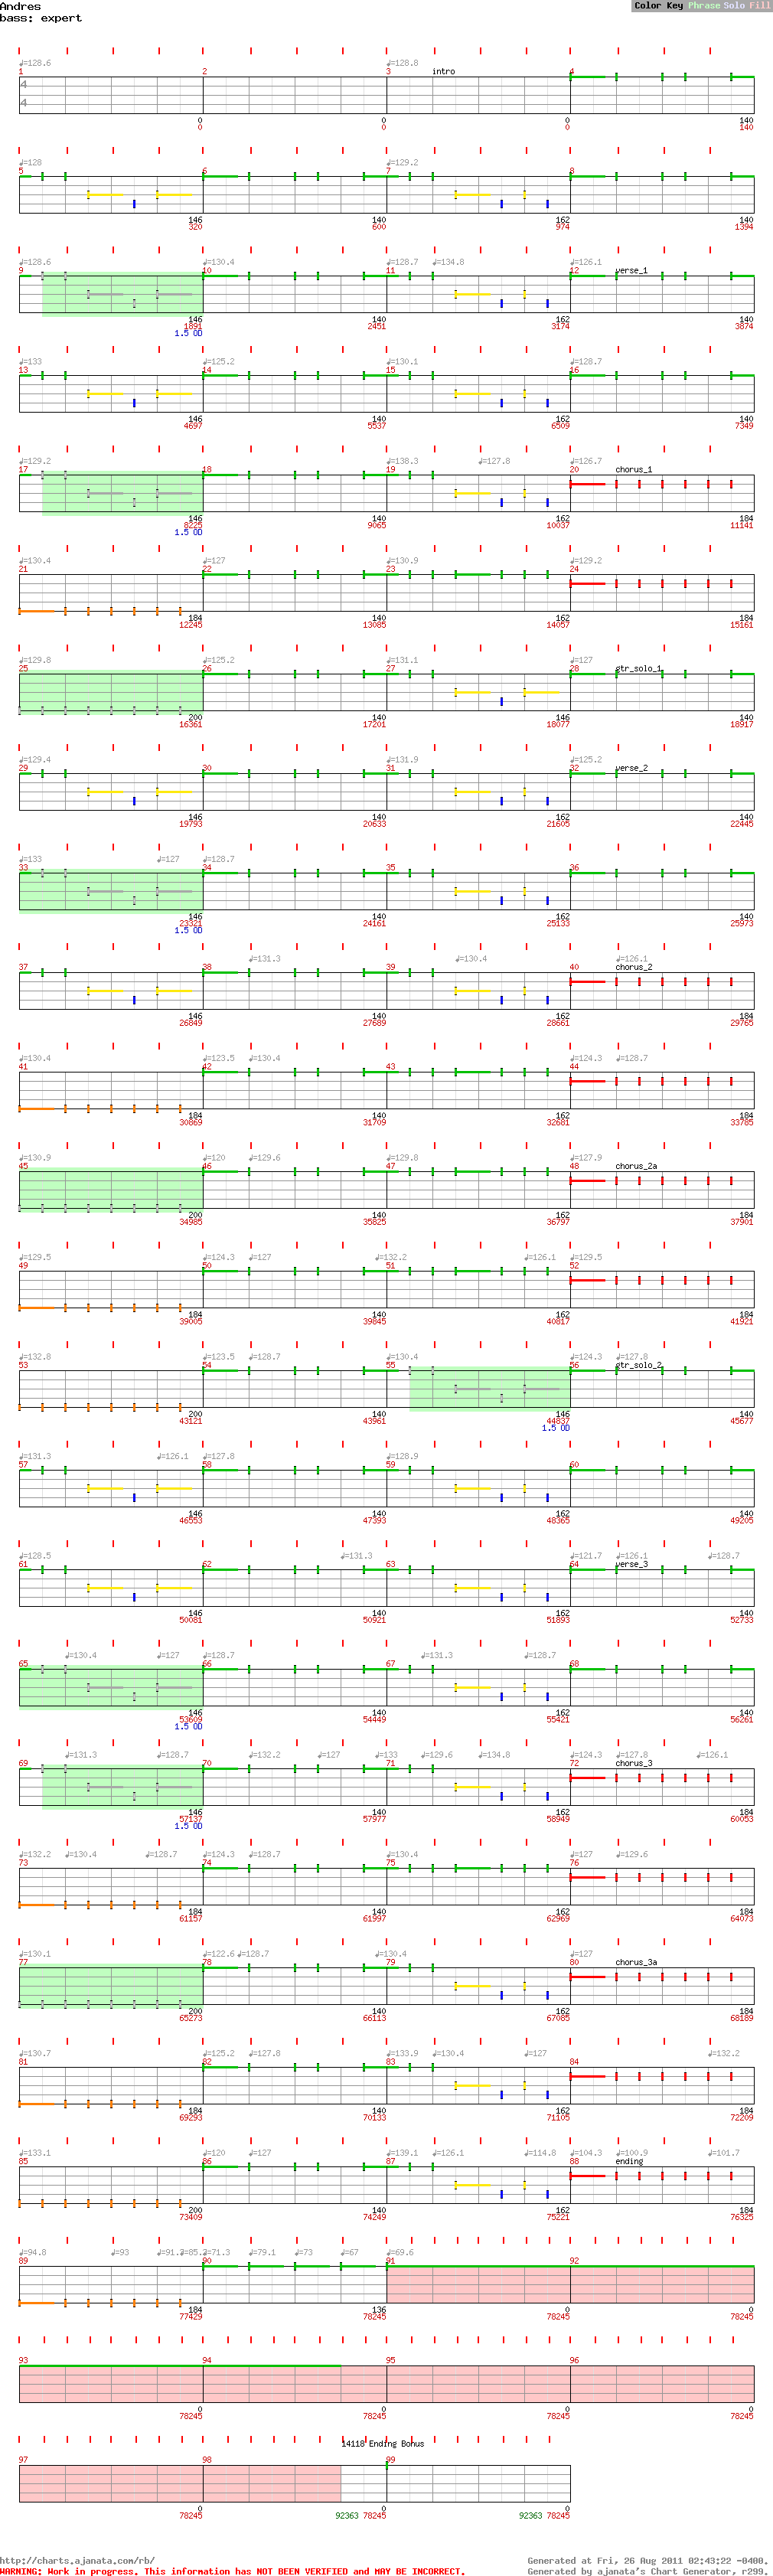 Andres
Color Key Phrase Solo Fill
bass: expert
♩=128.6 ♩=128.8
1 2 3 intro 4
4
4
0 0 0 140
0 0 0 140
♩=128 ♩=129.2
5 6 7 8
146 140 162 140
320 600 974 1394
♩=128.6 ♩=130.4 ♩=128.7 ♩=134.8 ♩=126.1
9 10 11 12 verse_1
146 140 162 140
1891 2451 3174 3874
1.5 OD
♩=133 ♩=125.2 ♩=130.1 ♩=128.7
13 14 15 16
146 140 162 140
4697 5537 6509 7349
♩=129.2 ♩=138.3 ♩=127.8 ♩=126.7
17 18 19 20 chorus_1
146 140 162 184
8225 9065 10037 11141
1.5 OD
♩=130.4 ♩=127 ♩=130.9 ♩=129.2
21 22 23 24
184 140 162 184
12245 13085 14057 15161
♩=129.8 ♩=125.2 ♩=131.1 ♩=127
25 26 27 28 gtr_solo_1
200 140 146 140
16361 17201 18077 18917
♩=129.4 ♩=131.9 ♩=125.2
29 30 31 32 verse_2
146 140 162 140
19793 20633 21605 22445
♩=133 ♩=127 ♩=128.7
33 34 35 36
146 140 162 140
23321 24161 25133 25973
1.5 OD
♩=131.3 ♩=130.4 ♩=126.1
37 38 39 40 chorus_2
146 140 162 184
26849 27689 28661 29765
♩=130.4 ♩=123.5 ♩=130.4 ♩=124.3 ♩=128.7
41 42 43 44
184 140 162 184
30869 31709 32681 33785
♩=130.9 ♩=120 ♩=129.6 ♩=129.8 ♩=127.9
45 46 47 48 chorus_2a
200 140 162 184
34985 35825 36797 37901
♩=129.5 ♩=124.3 ♩=127 ♩=132.2 ♩=126.1 ♩=129.5
49 50 51 52
184 140 162 184
39005 39845 40817 41921
♩=132.8 ♩=123.5 ♩=128.7 ♩=130.4 ♩=124.3 ♩=127.8
53 54 55 56 gtr_solo_2
200 140 146 140
43121 43961 44837 45677
1.5 OD
♩=131.3 ♩=126.1 ♩=127.8 ♩=128.9
57 58 59 60
146 140 162 140
46553 47393 48365 49205
♩=128.5 ♩=131.3 ♩=121.7 ♩=126.1 ♩=128.7
61 62 63 64 verse_3
146 140 162 140
50081 50921 51893 52733
♩=130.4 ♩=127 ♩=128.7 ♩=131.3 ♩=128.7
65 66 67 68
146 140 162 140
53609 54449 55421 56261
1.5 OD
♩=131.3 ♩=128.7 ♩=132.2 ♩=127 ♩=133 ♩=129.6 ♩=134.8 ♩=124.3 ♩=127.8 ♩=126.1
69 70 71 72 chorus_3
146 140 162 184
57137 57977 58949 60053
1.5 OD
♩=132.2 ♩=130.4 ♩=128.7 ♩=124.3 ♩=128.7 ♩=130.4 ♩=127 ♩=129.6
73 74 75 76
184 140 162 184
61157 61997 62969 64073
♩=130.1 ♩=122.6 ♩=128.7 ♩=130.4 ♩=127
77 78 79 80 chorus_3a
200 140 162 184
65273 66113 67085 68189
♩=130.7 ♩=125.2 ♩=127.8 ♩=133.9 ♩=130.4 ♩=127 ♩=132.2
81 82 83 84
184 140 162 184
69293 70133 71105 72209
♩=133.1 ♩=120 ♩=127 ♩=139.1 ♩=126.1 ♩=114.8 ♩=104.3 ♩=100.9 ♩=101.7
85 86 87 88 ending
200 140 162 184
73409 74249 75221 76325
♩=94.8 ♩=93 ♩=85.2 ♩=71.3 ♩=79.1 ♩=73 ♩=67 ♩=69.6
89 90 91 92
184 136 0 0
77429 78245 78245 78245
93 94 95 96
0 0 0 0
78245 78245 78245 78245
14118 Ending Bonus
97 98 99
0 0 0
78245 92363 78245 92363 78245
http://charts.ajanata.com/rb/
Generated at Fri, 26 Aug 2011 02:43:22 -0400.
WARNING: Work in progress. This information has NOT BEEN VERIFIED and MAY BE INCORRECT.
Generated by ajanata's Chart Generator, r299.